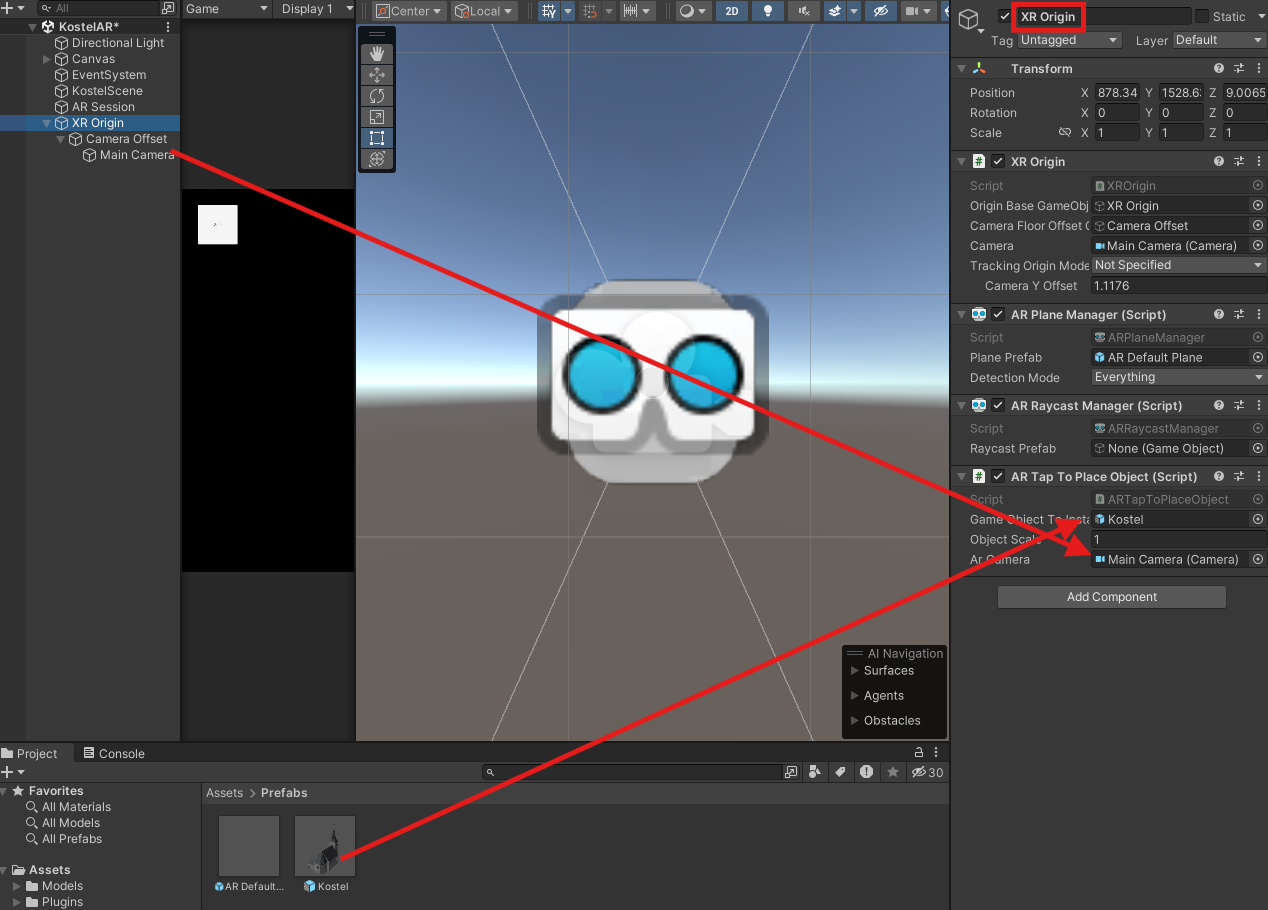 All
KostelAR*
Directional Light
Canvas
EventSystem
KostelScene
AR Session
XR Origin
Camera Offset
Main Camera
Game
Display 1
Center
Local
2D
AI Navigation
Surfaces
Agents
Obstacles
XR Origin
Static
Tag Untagged Layer Default
Transform
Position X 878.34 Y 1528.6 Z 9.0065
Rotation X 0 Y 0 Z 0
Scale X 1 Y 1 Z 1
XR Origin
Script XROrigin
Origin Base GameObj XR Origin
Camera Floor Offset Camera Offset
Camera Main Camera (Camera)
Tracking Origin Mode Not Specified
Camera Y Offset 1.1176
AR Plane Manager (Script)
Script ARPlaneManager
Plane Prefab AR Default Plane
Detection Mode Everything
AR Raycast Manager (Script)
Script ARRaycastManager
Raycast Prefab None (Game Object)
AR Tap To Place Object (Script)
Script ARTapToPlaceObject
Game Object To Insta Kostel
Object Scale 1
Ar Camera Main Camera (Camera)
Add Component
Project
Console
30
Favorites
All Materials
All Models
All Prefabs
Assets
Models
Plugins
Assets > Prefabs
AR Default...
Kostel